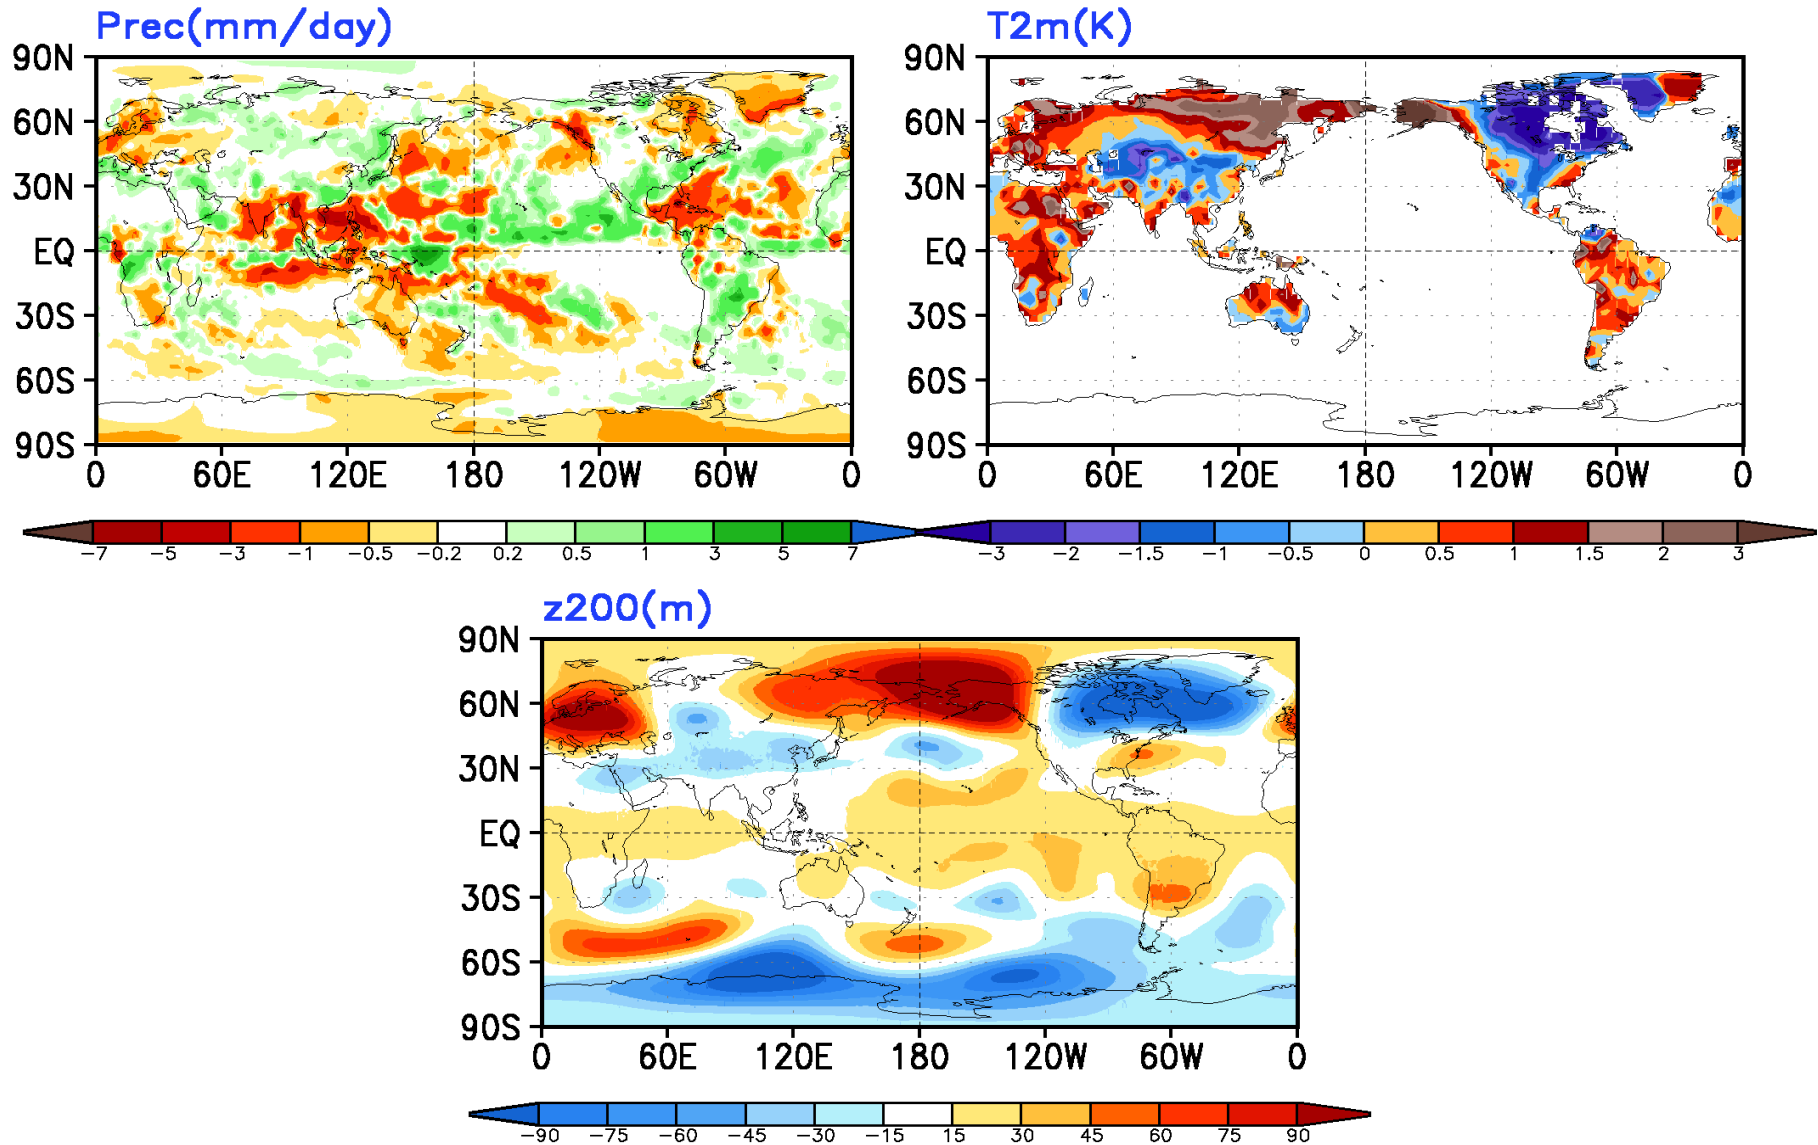 Prec(mm/day)
90N
60N
30N
EQ
30S
60S
90S
0 60E 120E 180 120W 60W 0
-7 -5 -3 -1 -0.5 -0.2 0.2 0.5 1 3 5 7
T2m(K)
90N
60N
30N
EQ
30S
60S
90S
0 60E 120E 180 120W 60W 0
-3 -2 -1.5 -1 -0.5 0 0.5 1 1.5 2 3
z200(m)
90N
60N
30N
EQ
30S
60S
90S
0 60E 120E 180 120W 60W 0
-90 -75 -60 -45 -30 -15 15 30 45 60 75 90